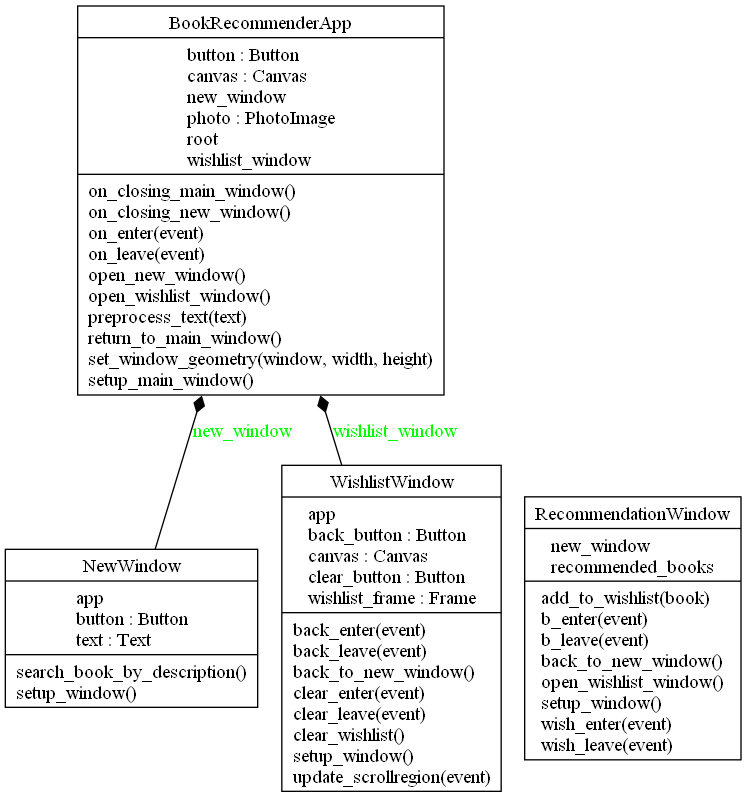 BookRecommenderApp
button : Button
canvas : Canvas
new_window
photo : PhotoImage
root
wishlist_window
on_closing_main_window()
on_closing_new_window()
on_enter(event)
on_leave(event)
open_new_window()
open_wishlist_window()
preprocess_text(text)
return_to_main_window()
set_window_geometry(window, width, height)
setup_main_window()
new_window
wishlist_window
NewWindow
app
button : Button
text : Text
search_book_by_description()
setup_window()
WishlistWindow
app
back_button : Button
canvas : Canvas
clear_button : Button
wishlist_frame : Frame
back_enter(event)
back_leave(event)
back_to_new_window()
clear_enter(event)
clear_leave(event)
clear_wishlist()
setup_window()
update_scrollregion(event)
RecommendationWindow
new_window
recommended_books
add_to_wishlist(book)
b_enter(event)
b_leave(event)
back_to_new_window()
open_wishlist_window()
setup_window()
wish_enter(event)
wish_leave(event)